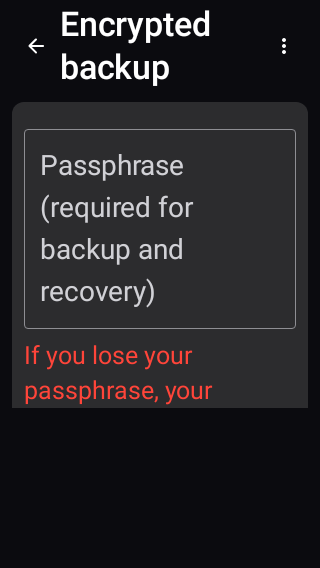 Encrypted
backup
Passphrase
(required for
backup and
recovery)
If you lose your
passphrase, your